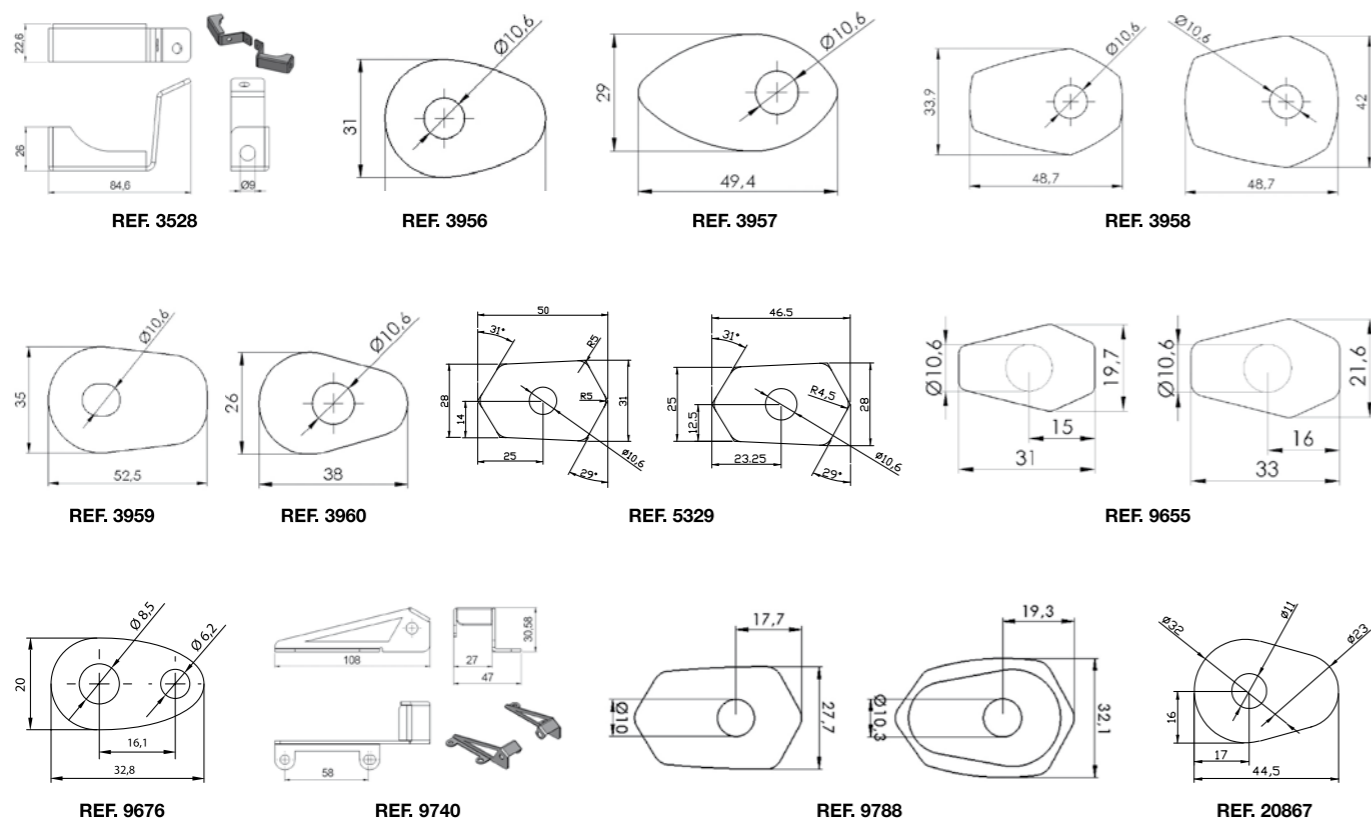 22,6
26
84,6
Ø9
REF. 3528
Ø10,6
31
REF. 3956
Ø10,6
29
49,4
REF. 3957
Ø10,6
33,9
48,7
Ø10,6
42
48,7
REF. 3958
Ø10,6
35
52,5
REF. 3959
Ø10,6
26
38
REF. 3960
50
31°
R5
28
14
R5
31
25
ø10,6
29°
46.5
31°
25
12.5
R4,5
28
23.25
ø10,6
29°
REF. 5329
Ø10,6
19,7
15
31
Ø10,6
21,6
16
33
REF. 9655
Ø 8,5
Ø 6,2
20
16,1
32,8
REF. 9676
108
30,58
27
47
58
REF. 9740
17,7
Ø10
27,7
19,3
Ø10,3
32,1
REF. 9788
ø32
ø11
ø23
16
17
44,5
REF. 20867